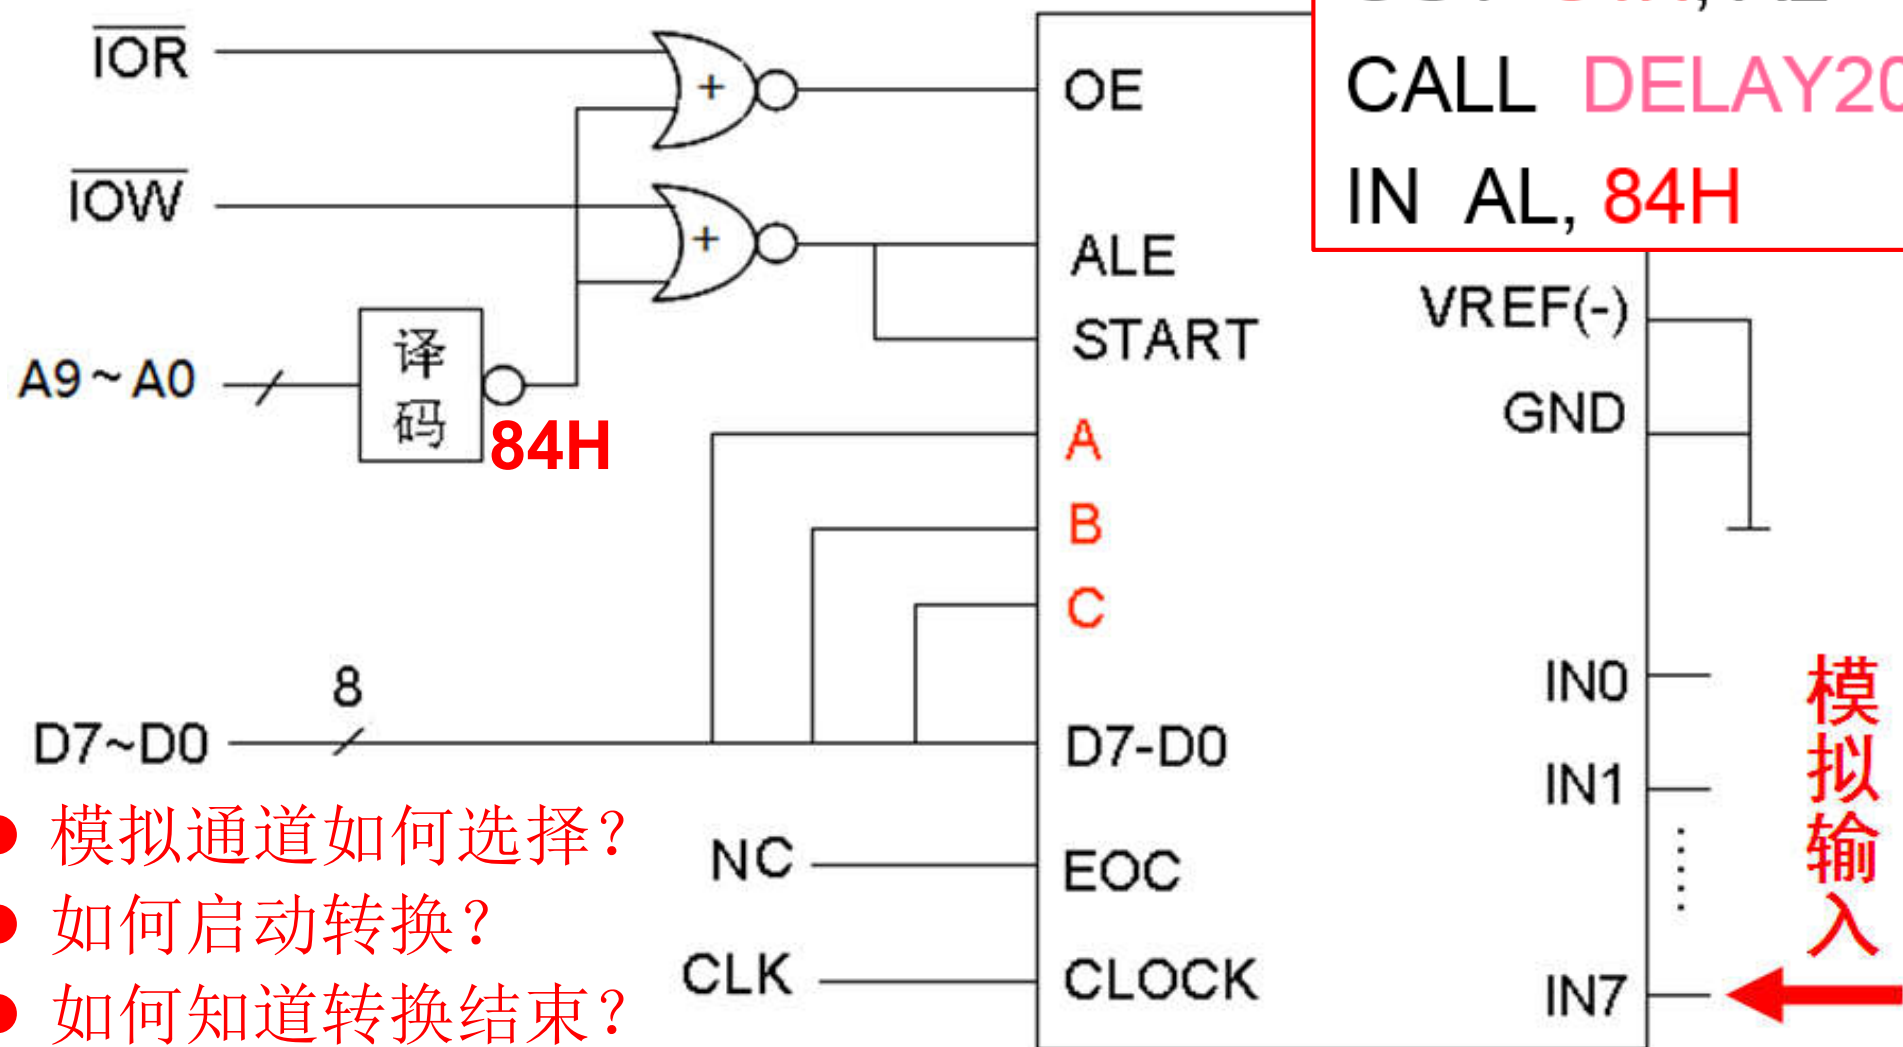 CALL DELAY20
IN AL, 84H
IOR
IOW
A9~A0
译
码
84H
8
D7~D0
NC
CLK
+
+
OE
ALE
START
A
B
C
D7-D0
EOC
CLOCK
VREF(-)
GND
IN0
IN1
IN7
模
拟
输
入
模拟通道如何选择？
如何启动转换？
如何知道转换结束？